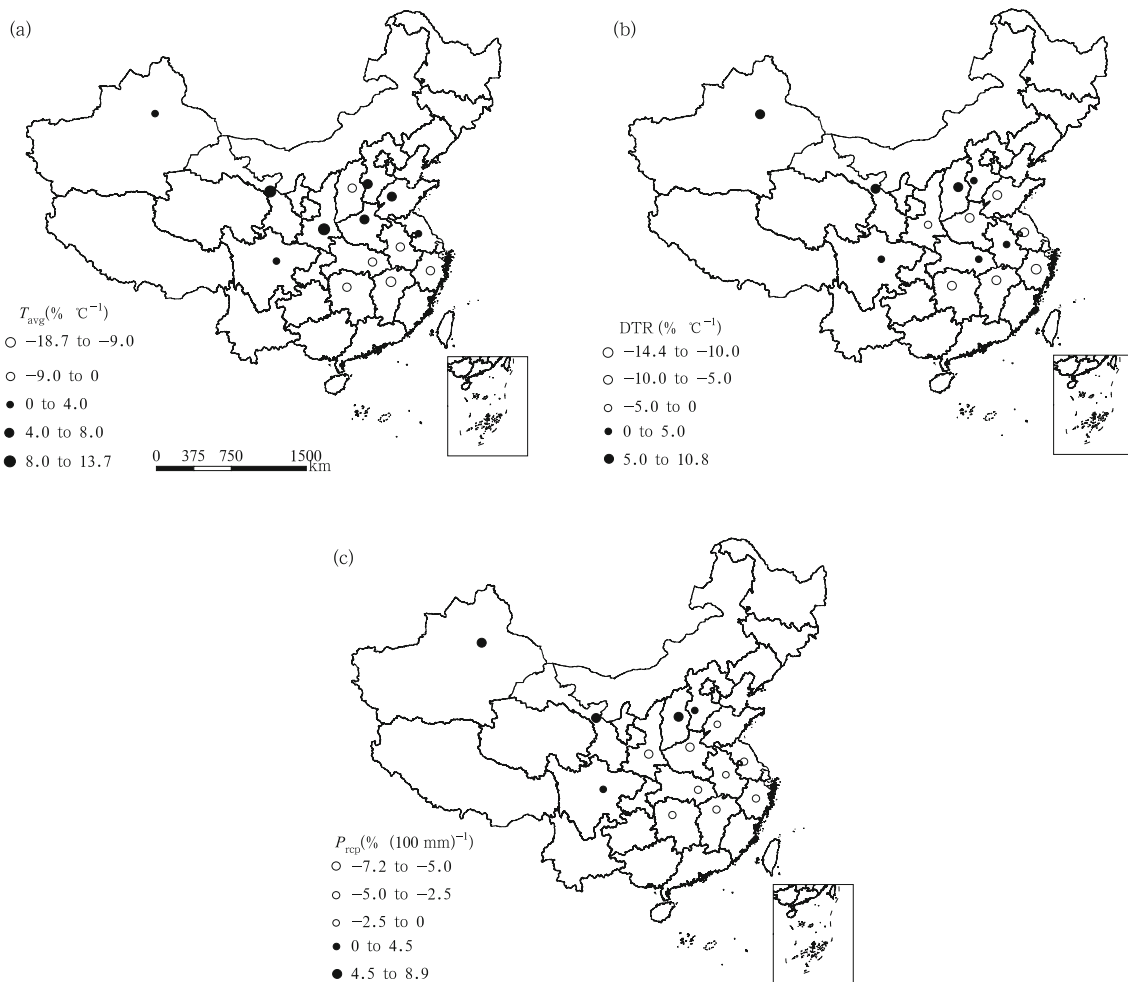 (a)
T_avg(% ℃⁻¹)
−18.7 to −9.0
−9.0 to 0
0 to 4.0
4.0 to 8.0
8.0 to 13.7
0 375 750 1500
km
(b)
DTR (% ℃⁻¹)
−14.4 to −10.0
−10.0 to −5.0
−5.0 to 0
0 to 5.0
5.0 to 10.8
(c)
P_rcp(% (100 mm)⁻¹)
−7.2 to −5.0
−5.0 to −2.5
−2.5 to 0
0 to 4.5
4.5 to 8.9